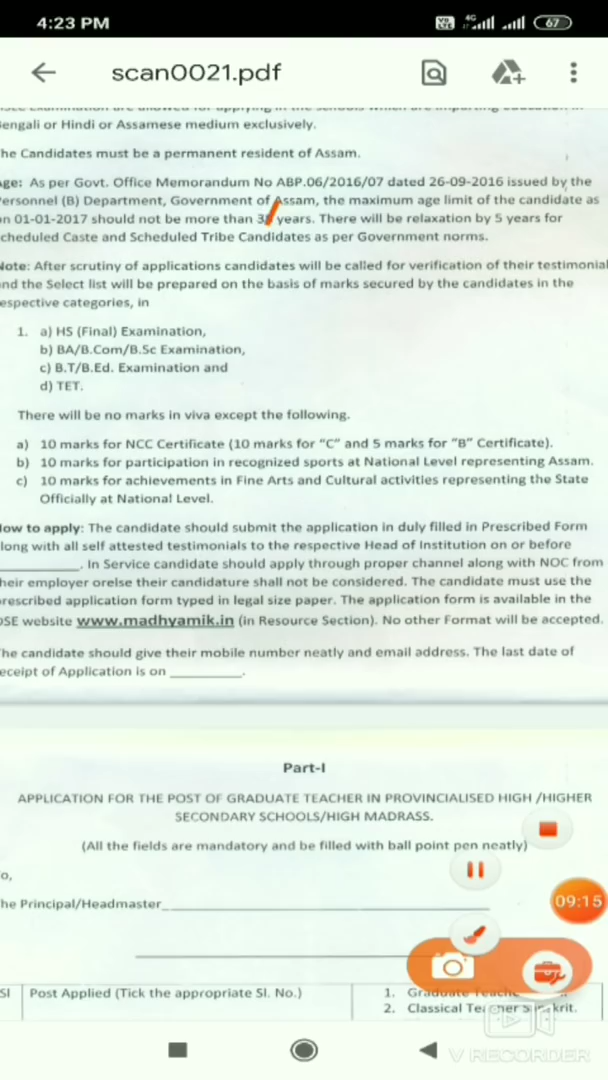 4:23 PM
Vo LTE 4G 67
scan0021.pdf
engali or Hindi or Assamese medium exclusively.
he Candidates must be a permanent resident of Assam.
ge: As per Govt. Office Memorandum No ABP.06/2016/07 dated 26-09-2016 issued by the
ersonnel (B) Department, Government of Assam, the maximum age limit of the candidate as
n 01-01-2017 should not be more than years. There will be relaxation by 5 years for
cheduled Caste and Scheduled Tribe Candidates as per Government norms.
ote: After scrutiny of applications candidates will be called for verification of their testimonial
nd the Select list will be prepared on the basis of marks secured by the candidates in the
espective categories, in
1. a) HS (Final) Examination,
b) BA/B.Com/B.Sc Examination,
c) B.T/B.Ed. Examination and
d) TET.
There will be no marks in viva except the following.
a) 10 marks for NCC Certificate (10 marks for "C" and 5 marks for "B" Certificate).
b) 10 marks for participation in recognized sports at National Level representing Assam.
c) 10 marks for achievements in Fine Arts and Cultural activities representing the State
Officially at National Level.
ow to apply: The candidate should submit the application in duly filled in Prescribed Form
long with all self attested testimonials to the respective Head of Institution on or before
________. In Service candidate should apply through proper channel along with NOC from
heir employer orelse their candidature shall not be considered. The candidate must use the
rescribed application form typed in legal size paper. The application form is available in the
SE website www.madhyamik.in (in Resource Section). No other Format will be accepted.
he candidate should give their mobile number neatly and email address. The last date of
eceipt of Application is on ________.
Part-I
APPLICATION FOR THE POST OF GRADUATE TEACHER IN PROVINCIALISED HIGH /HIGHER
SECONDARY SCHOOLS/HIGH MADRASS.
(All the fields are mandatory and be filled with ball point pen neatly)
o,
he Principal/Headmaster
09:15
Sl Post Applied (Tick the appropriate Sl. No.) 1. Graduate
2. Classical
V RECORDER